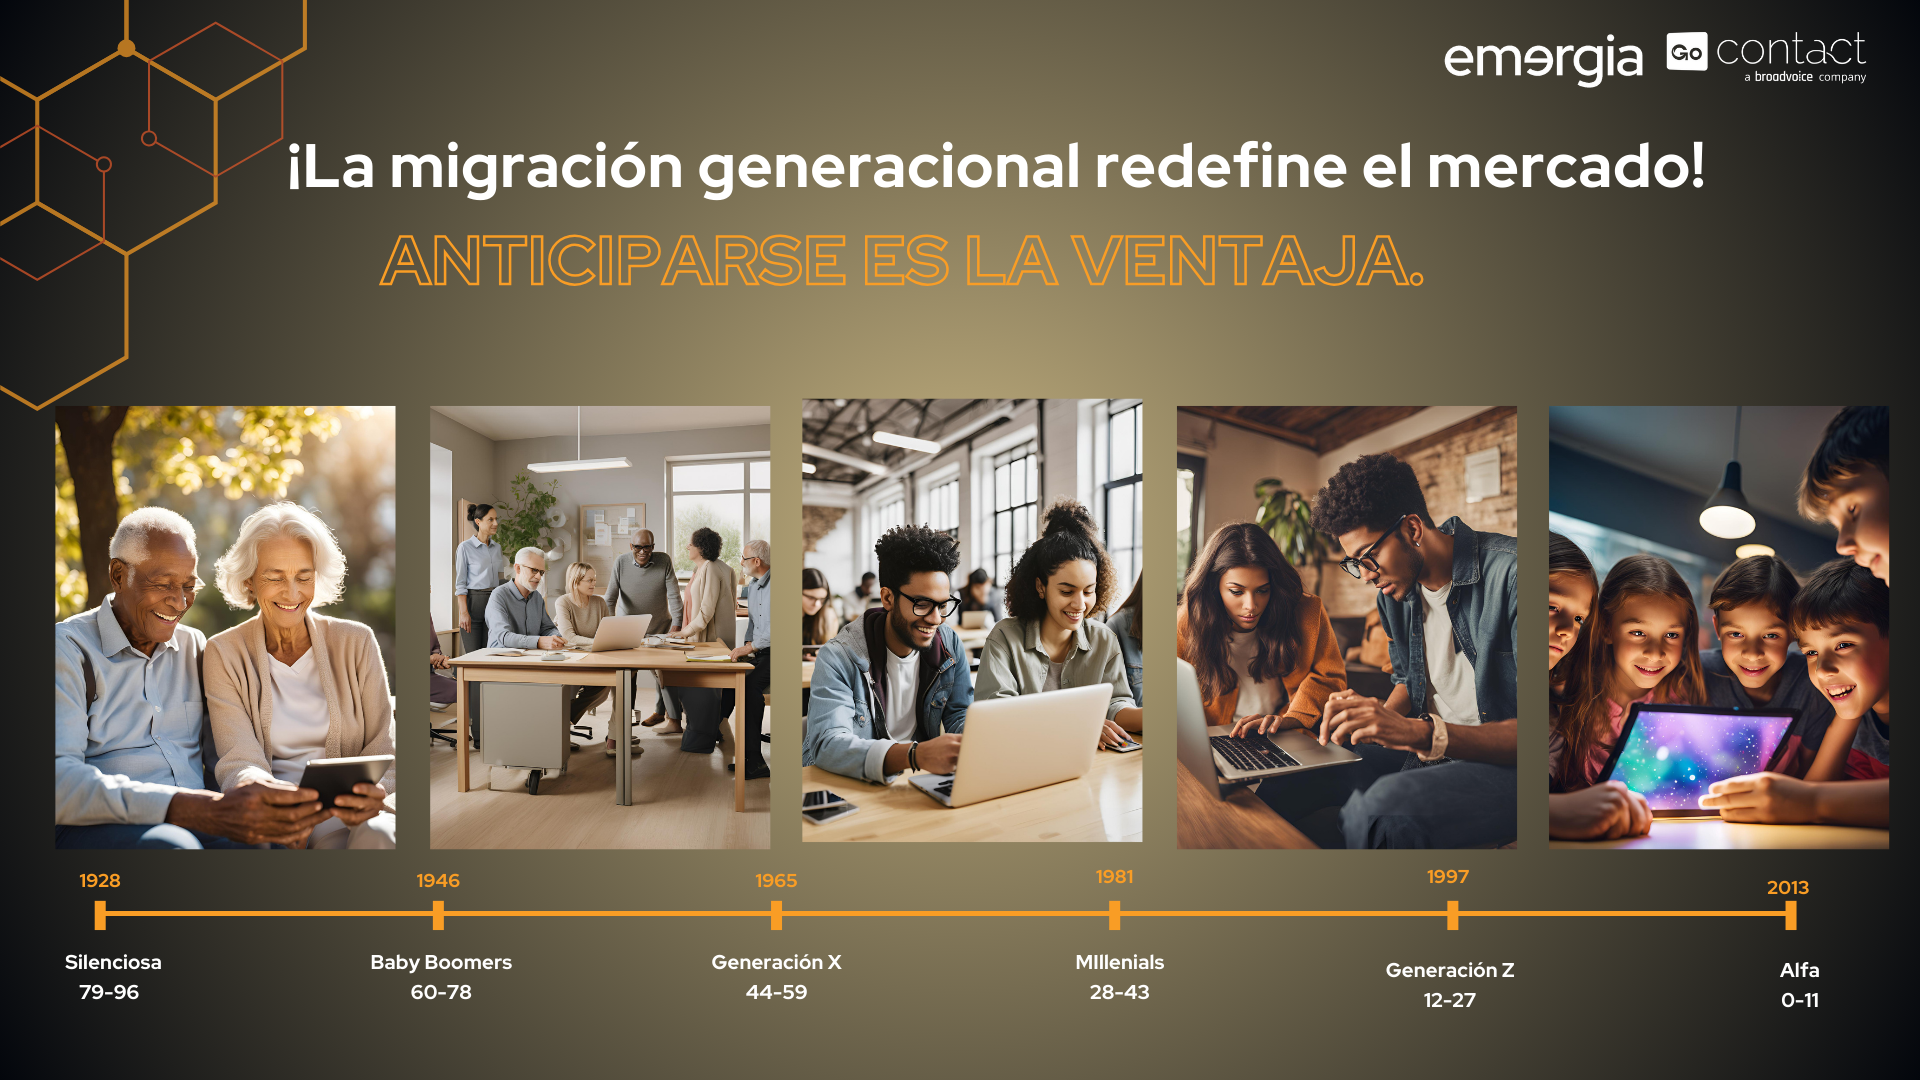 emergia
Go contact
a broadvoice company
¡La migración generacional redefine el mercado!
ANTICIPARSE ES LA VENTAJA.
1928
1946
1965
1981
1997
2013
Silenciosa
79-96
Baby Boomers
60-78
Generación X
44-59
MIllenials
28-43
Generación Z
12-27
Alfa
0-11